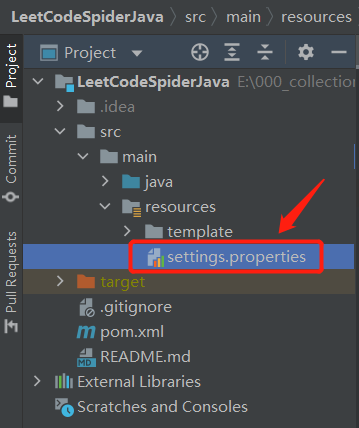 LeetCodeSpiderJava 〉 src 〉 main 〉 resources
Project
Project
LeetCodeSpiderJava E:\000_collection
.idea
src
main
java
resources
template
settings.properties
target
.gitignore
pom.xml
README.md
External Libraries
Scratches and Consoles
Commit
Pull Requests